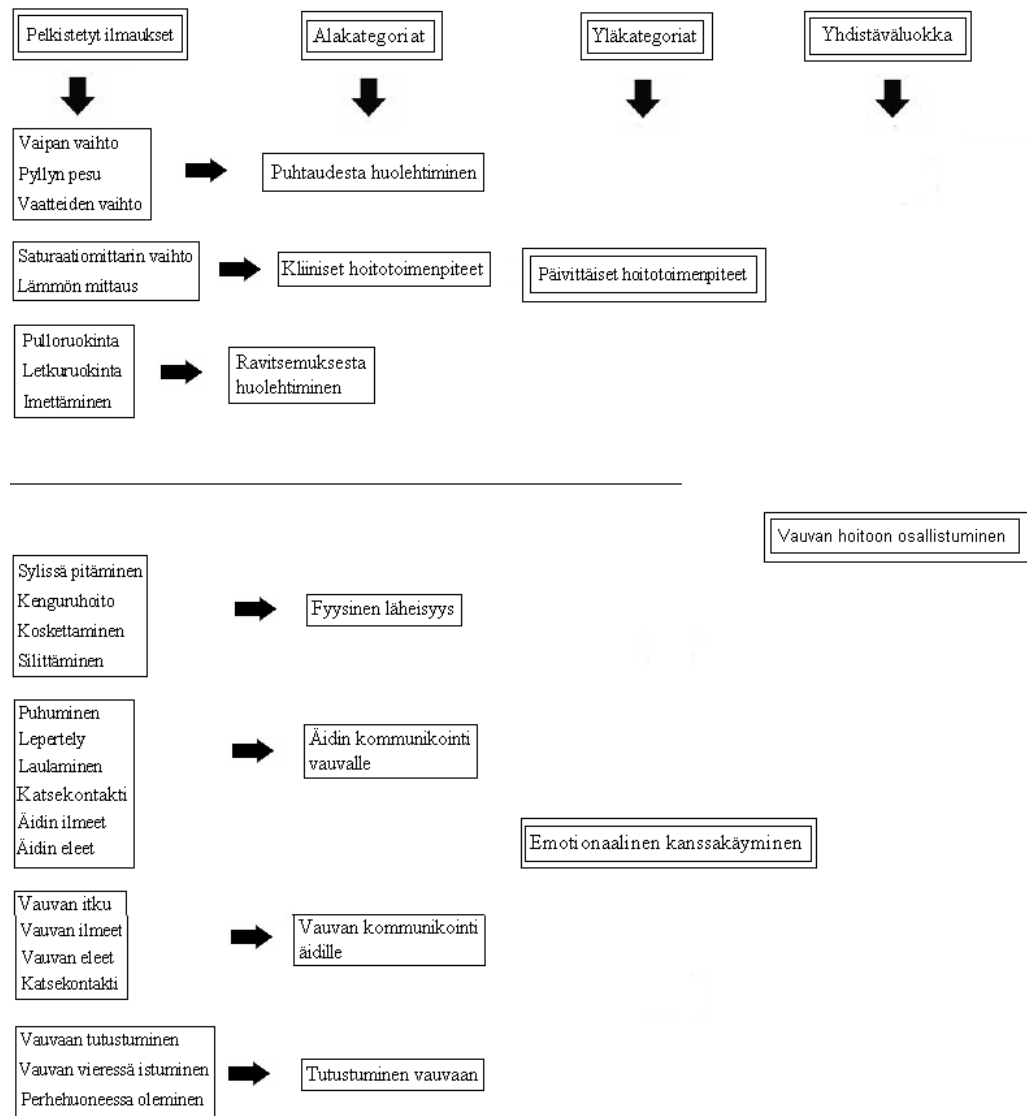 Pelkistetyt ilmaukset
Alakategoriat
Yläkategoriat
Yhdistäväluokka
Vaipan vaihto
Pyllyn pesu
Vaatteiden vaihto
Puhtaudesta huolehtiminen
Saturaatiomittarin vaihto
Lämmön mittaus
Kliiniset hoitotoimenpiteet
Päivittäiset hoitotoimenpiteet
Pulloruokinta
Letkuruokinta
Imettäminen
Ravitsemuksesta
huolehtiminen
Vauvan hoitoon osallistuminen
Sylissä pitäminen
Kenguruhoito
Koskettaminen
Silittäminen
Fyysinen läheisyys
Puhuminen
Lepertely
Laulaminen
Katsekontakti
Äidin ilmeet
Äidin eleet
Äidin kommunikointi
vauvalle
Emotionaalinen kanssakäyminen
Vauvan itku
Vauvan ilmeet
Vauvan eleet
Katsekontakti
Vauvan kommunikointi
äidille
Vauvaan tutustuminen
Vauvan vieressä istuminen
Perhehuoneessa oleminen
Tutustuminen vauvaan